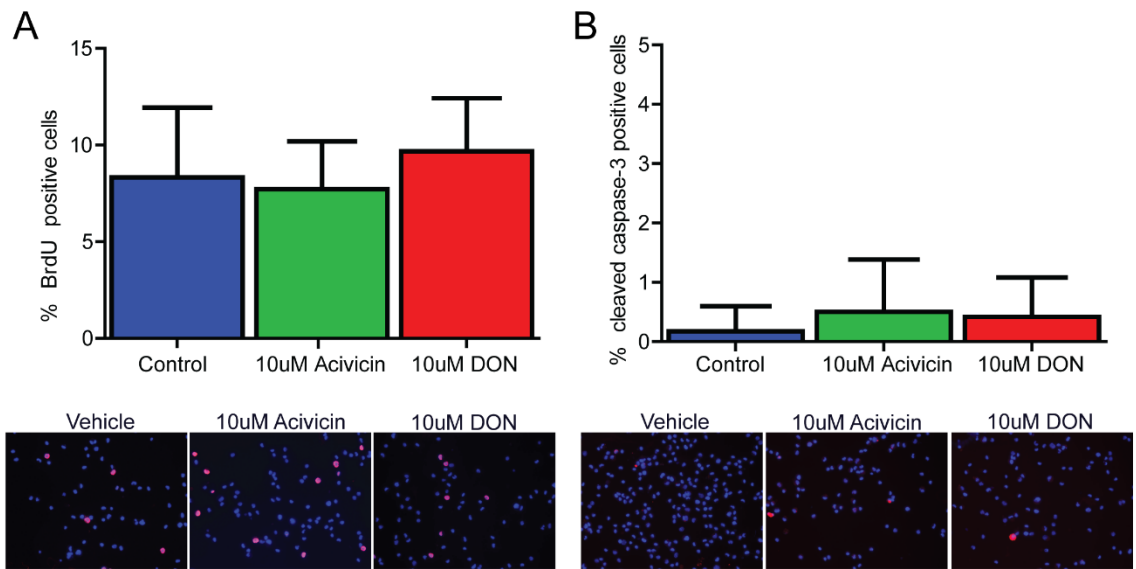 A
15
10
5
0
% BrdU positive cells
Control
10uM Acivicin
10uM DON
Vehicle
10uM Acivicin
10uM DON
B
5
4
3
2
1
0
% cleaved caspase-3 positive cells
Control
10uM Acivicin
10uM DON
Vehicle
10uM Acivicin
10uM DON